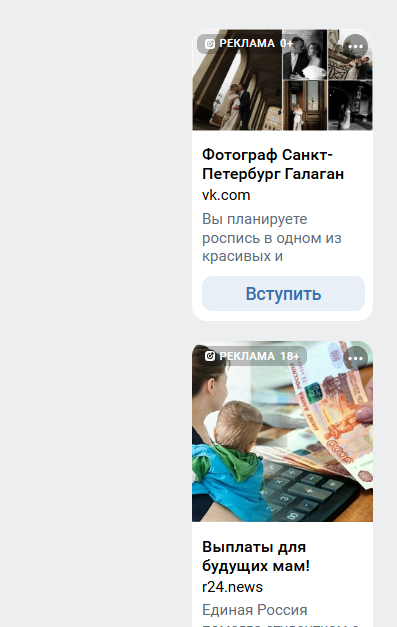 РЕКЛАМА 0+
Фотограф Санкт-
Петербург Галаган
vk.com
Вы планируете
роспись в одном из
красивых и
Вступить
РЕКЛАМА 18+
Выплаты для
будущих мам!
r24.news
Единая Россия